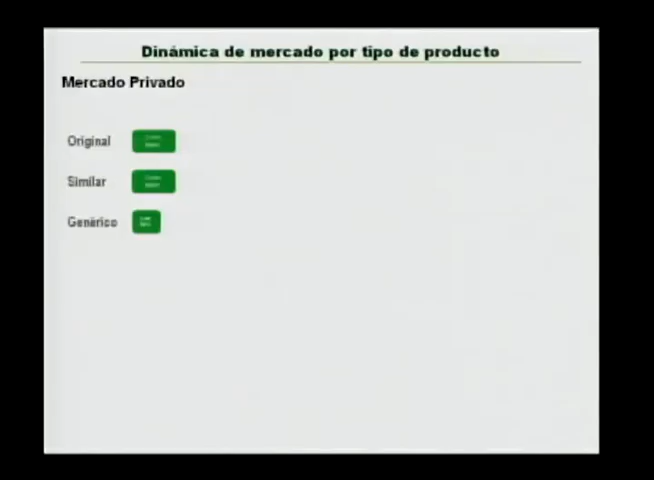 Dinámica de mercado por tipo de producto
Mercado Privado
Original
Similar
Genérico